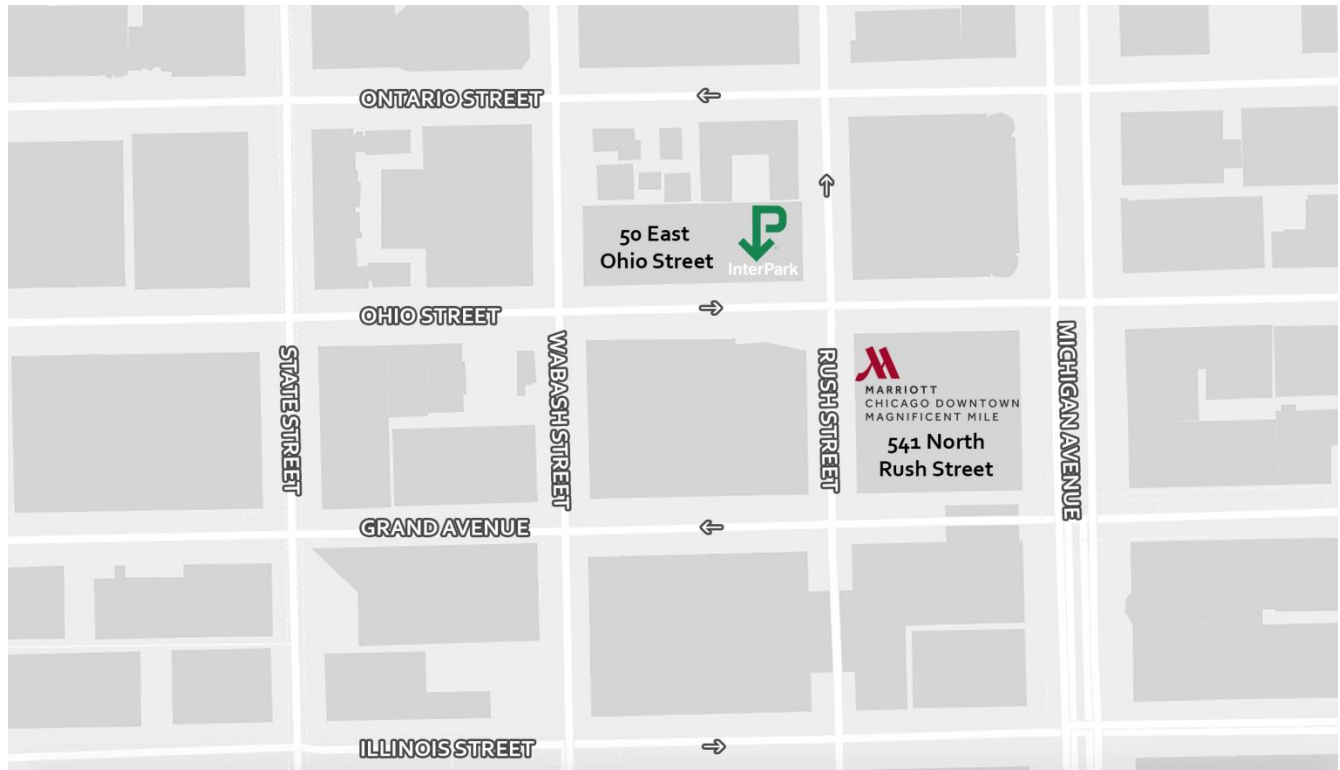 ONTARIO STREET
50 East
Ohio Street
P
InterPark
OHIO STREET
STATE STREET
WABASH STREET
RUSH STREET
MICHIGAN AVENUE
MARRIOTT
CHICAGO DOWNTOWN
MAGNIFICENT MILE
541 North
Rush Street
GRAND AVENUE
ILLINOIS STREET